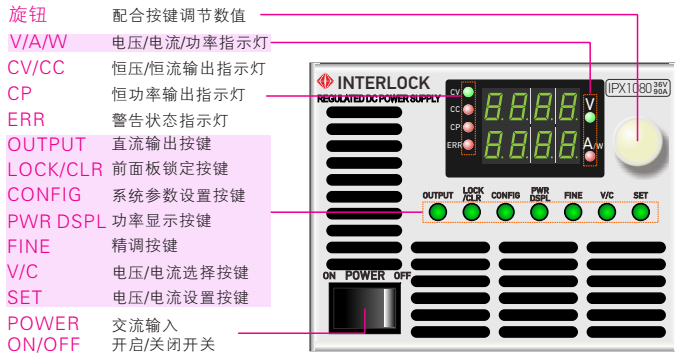 旋钮 配合按键调节数值
V/A/W 电压/电流/功率指示灯
CV/CC 恒压/恒流输出指示灯
CP 恒功率输出指示灯
ERR 警告状态指示灯
OUTPUT 直流输出按键
LOCK/CLR 前面板锁定按键
CONFIG 系统参数设置按键
PWR DSPL 功率显示按键
FINE 精调按键
V/C 电压/电流选择按键
SET 电压/电流设置按键
POWER 交流输入
ON/OFF 开启/关闭开关
INTERLOCK
REGULATED DC POWER SUPPLY
CV
CC
CP
ERR
8.8.8.8.
8.8.8.8.
V
A/W
IPX1080 36V 90A
OUTPUT LOCK /CLR CONFIG PWR DSPL FINE V/C SET
ON POWER OFF